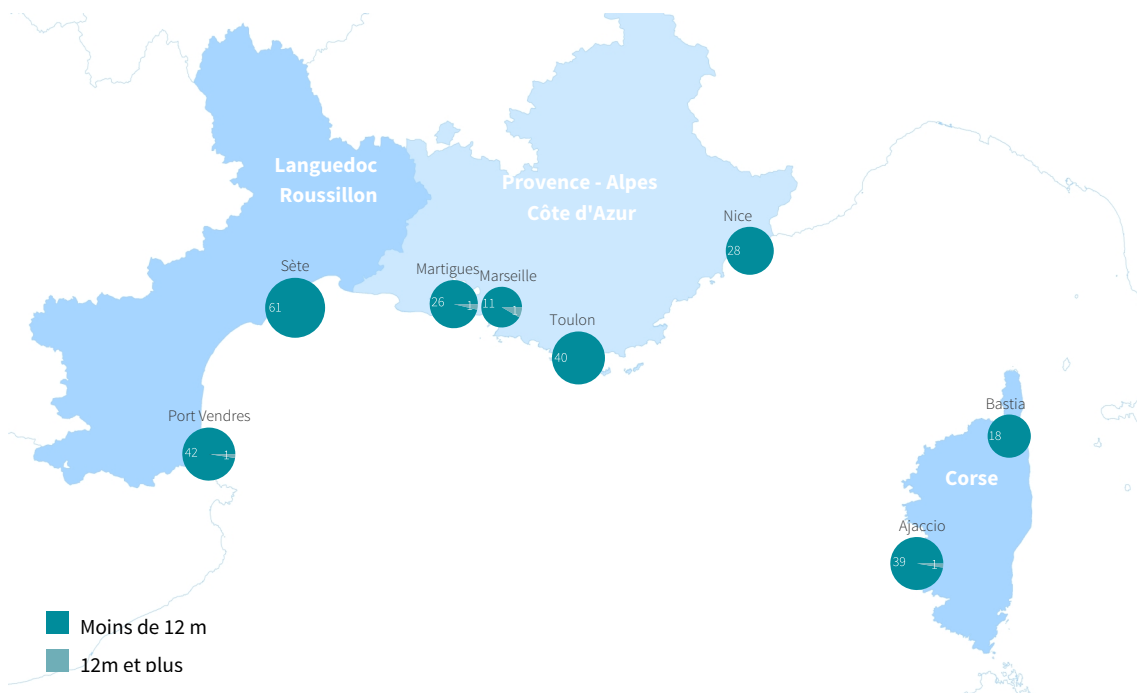 Languedoc
Roussillon
Provence - Alpes
Côte d'Azur
Nice
28
Sète
61
Martigues
26
1
Marseille
11
1
Toulon
40
Port Vendres
42
1
Bastia
18
Corse
Ajaccio
39
1
Moins de 12 m
12m et plus